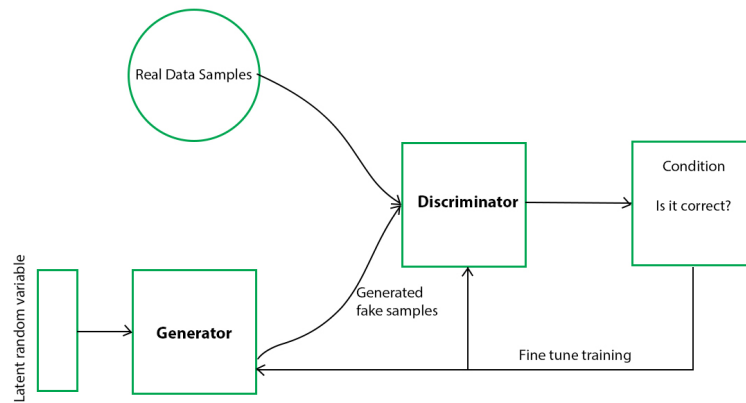 Real Data Samples
Condition
Is it correct?
Discriminator
Latent random variable
Generator
Generated
fake samples
Fine tune training